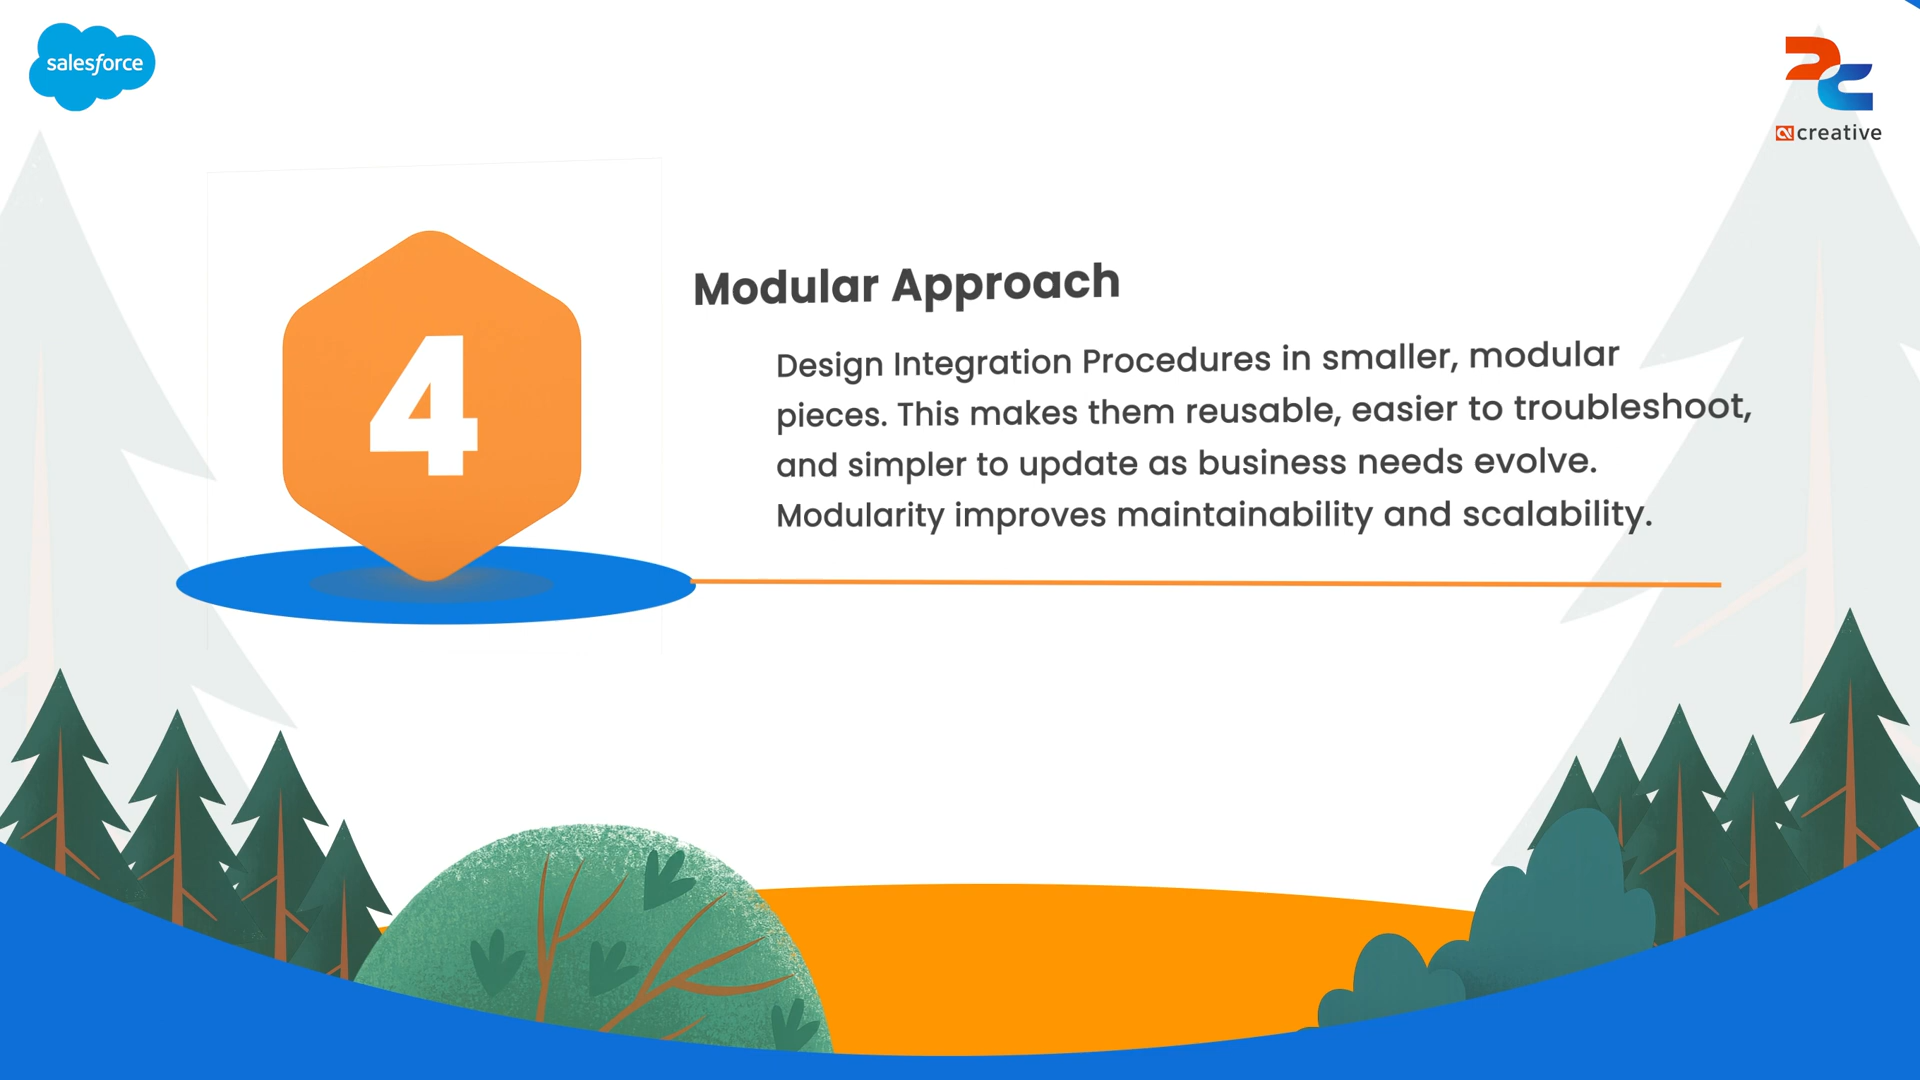 salesforce
creative
4
Modular Approach
Design Integration Procedures in smaller, modular
pieces. This makes them reusable, easier to troubleshoot,
and simpler to update as business needs evolve.
Modularity improves maintainability and scalability.